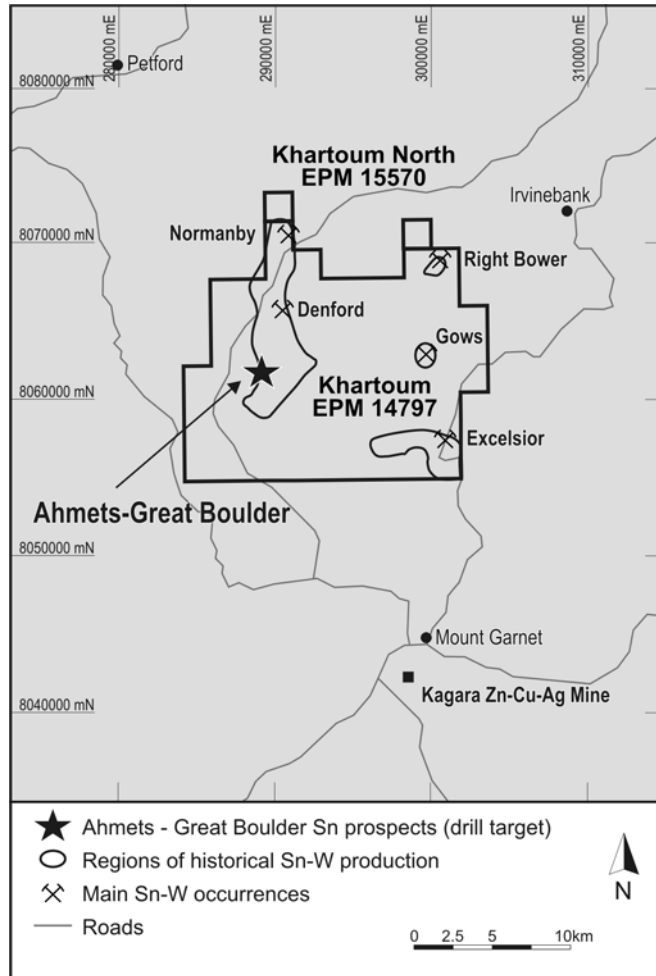 280000 mE
290000 mE
300000 mE
310000 mE
Petford
8080000 mN
Khartoum North
EPM 15570
Irvinebank
8070000 mN
Normanby
Right Bower
Denford
Gows
8060000 mN
Khartoum
EPM 14797
Excelsior
Ahmets-Great Boulder
8050000 mN
Mount Garnet
Kagara Zn-Cu-Ag Mine
8040000 mN
Ahmets - Great Boulder Sn prospects (drill target)
Regions of historical Sn-W production
Main Sn-W occurrences
Roads
N
0 2.5 5 10km